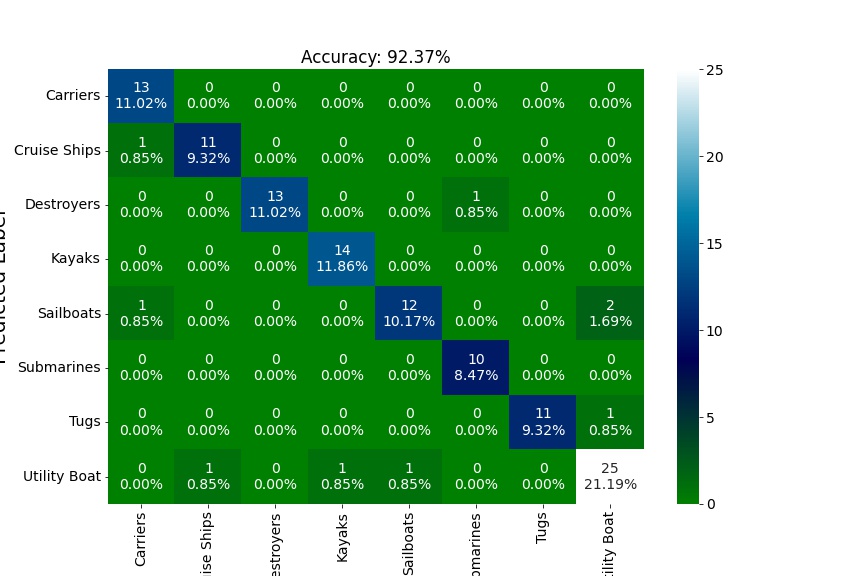 Accuracy: 92.37%
Carriers 13 0 0 0 0 0 0 0
11.02% 0.00% 0.00% 0.00% 0.00% 0.00% 0.00% 0.00%
Cruise Ships 1 11 0 0 0 0 0 0
0.85% 9.32% 0.00% 0.00% 0.00% 0.00% 0.00% 0.00%
Destroyers 0 0 13 0 0 1 0 0
0.00% 0.00% 11.02% 0.00% 0.00% 0.85% 0.00% 0.00%
Kayaks 0 0 0 14 0 0 0 0
0.00% 0.00% 0.00% 11.86% 0.00% 0.00% 0.00% 0.00%
Sailboats 1 0 0 0 12 0 0 2
0.85% 0.00% 0.00% 0.00% 10.17% 0.00% 0.00% 1.69%
Submarines 0 0 0 0 0 10 0 0
0.00% 0.00% 0.00% 0.00% 0.00% 8.47% 0.00% 0.00%
Tugs 0 0 0 0 0 0 11 1
0.00% 0.00% 0.00% 0.00% 0.00% 0.00% 9.32% 0.85%
Utility Boat 0 1 0 1 1 0 0 25
0.00% 0.85% 0.00% 0.85% 0.85% 0.00% 0.00% 21.19%
Carriers
ise Ships
estroyers
Kayaks
Sailboats
bmarines
Tugs
ility Boat
25
20
15
10
5
0
Predicted Label